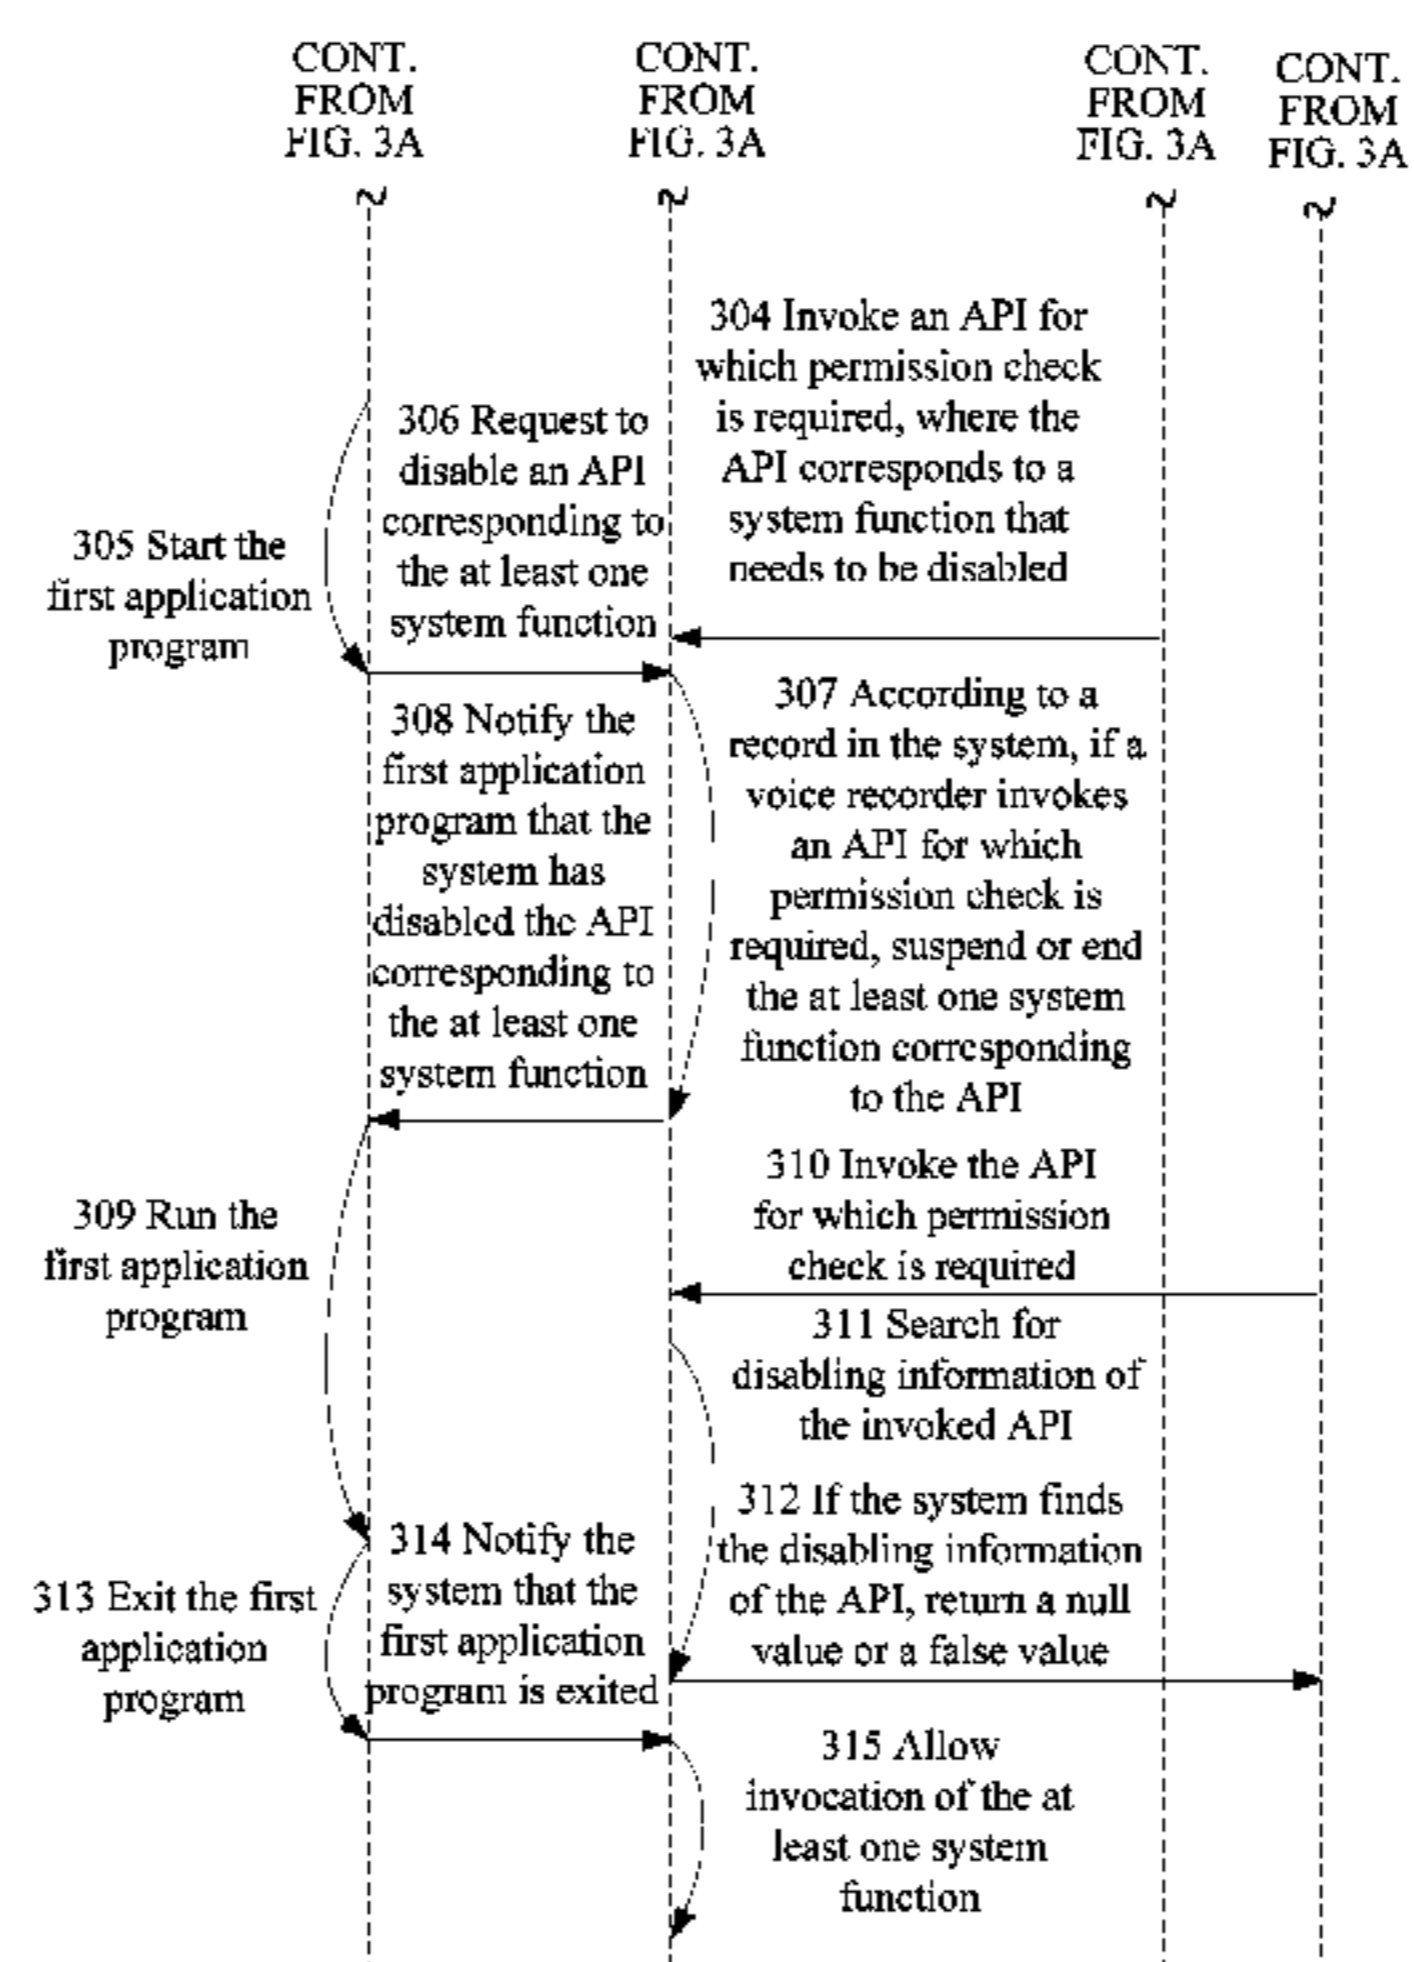 CONT.
FROM
FIG. 3A
CONT.
FROM
FIG. 3A
CONT.
FROM
FIG. 3A
CONT.
FROM
FIG. 3A
304 Invoke an API for
which permission check
is required, where the
API corresponds to a
system function that
needs to be disabled
305 Start the
first application
program
306 Request to
disable an API
corresponding to
the at least one
system function
307 According to a
record in the system, if a
voice recorder invokes
an API for which
permission check is
required, suspend or end
the at least one system
function corresponding
to the API
308 Notify the
first application
program that the
system has
disabled the API
corresponding to
the at least one
system function
309 Run the
first application
program
310 Invoke the API
for which permission
check is required
311 Search for
disabling information of
the invoked API
312 If the system finds
the disabling information
of the API, return a null
value or a false value
313 Exit the first
application
program
314 Notify the
system that the
first application
program is exited
315 Allow
invocation of the at
least one system
function